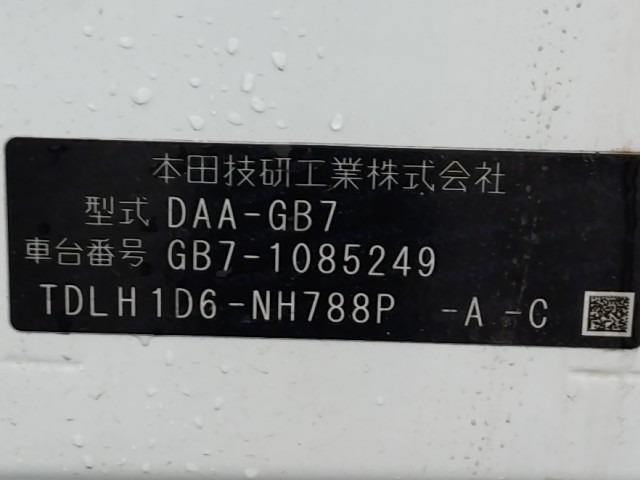 本田技研工業株式会社
型式 DAA-GB7
車台番号 GB7-1085249
TDLH1D6-NH788P -A-C